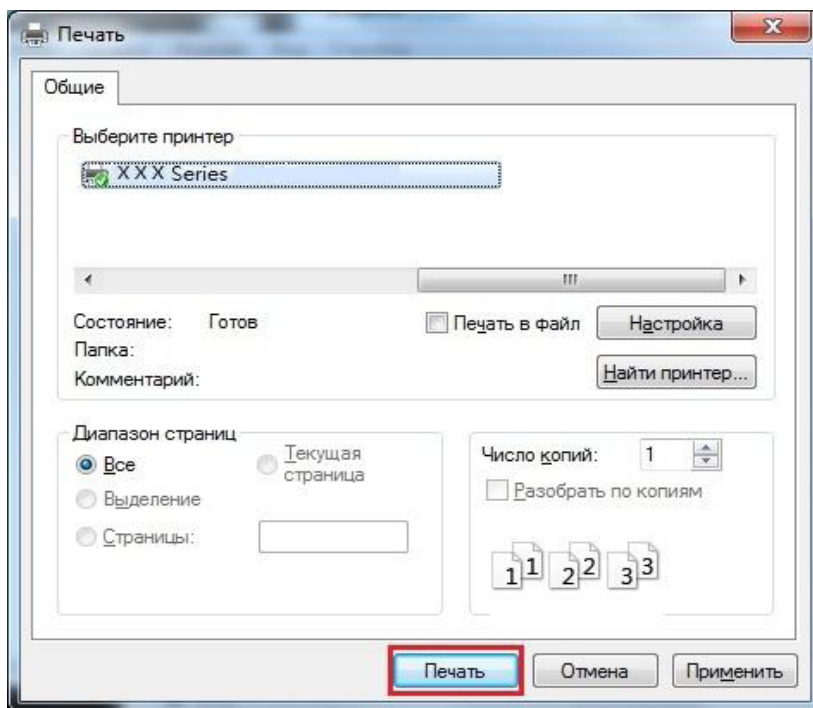 Печать
Общие
Выберите принтер
XXX Series
Состояние: Готов
Печать в файл
Настройка
Папка:
Комментарий:
Найти принтер...
Диапазон страниц
Все
Текущая
страница
Выделение
Страницы:
Число копий: 1
Разобрать по копиям
1 1 2 2 3 3
Печать Отмена Применить